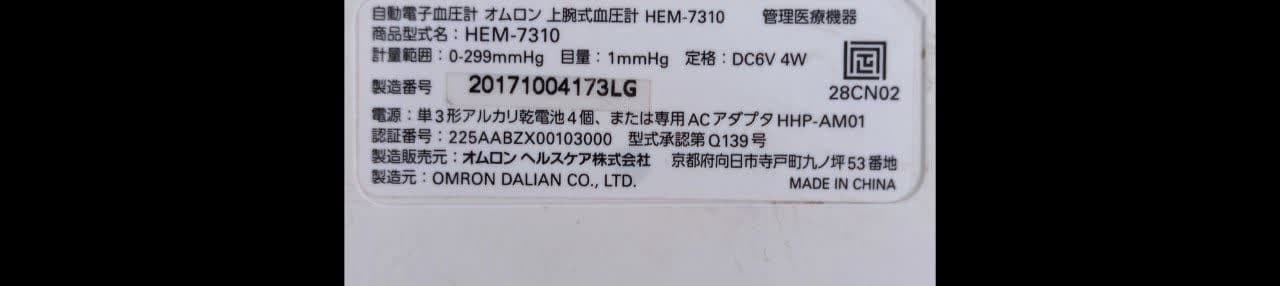 自動電子血圧計 オムロン 上腕式血圧計 HEM-7310 管理医療機器
商品型式名：HEM-7310
計量範囲：0-299mmHg 目量：1mmHg 定格：DC6V 4W
製造番号 20171004173LG
28CN02
電源：単3形アルカリ乾電池4個、または専用ACアダプタ HHP-AM01
認証番号：225AABZX00103000 型式承認第Q139号
製造販売元：オムロン ヘルスケア株式会社 京都府向日市寺戸町九ノ坪53番地
製造元：OMRON DALIAN CO., LTD. MADE IN CHINA